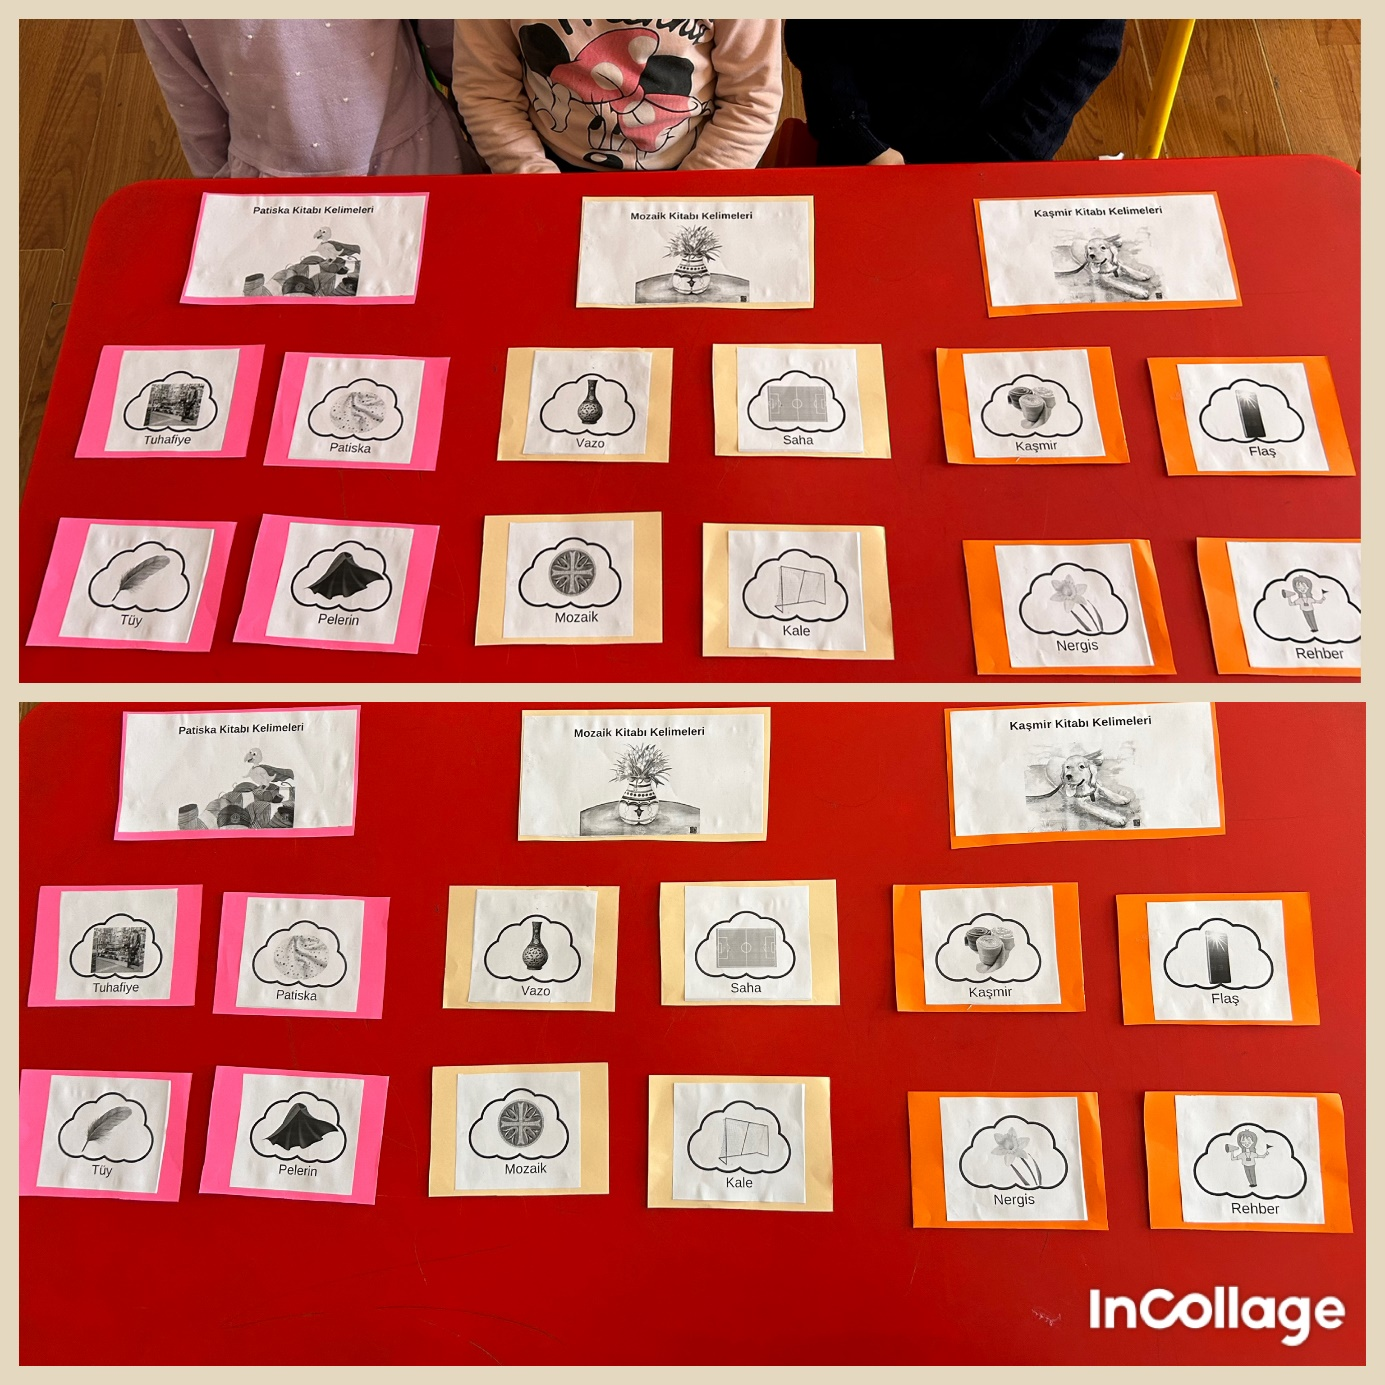 Patiska Kitabı Kelimeleri
Mozaik Kitabı Kelimeleri
Kaşmir Kitabı Kelimeleri
Tuhafiye
Patiska
Vazo
Saha
Kaşmir
Flaş
Tüy
Pelerin
Mozaik
Kale
Nergis
Rehber
Patiska Kitabı Kelimeleri
Mozaik Kitabı Kelimeleri
Kaşmir Kitabı Kelimeleri
Tuhafiye
Patiska
Vazo
Saha
Kaşmir
Flaş
Tüy
Pelerin
Mozaik
Kale
Nergis
Rehber
InCollage